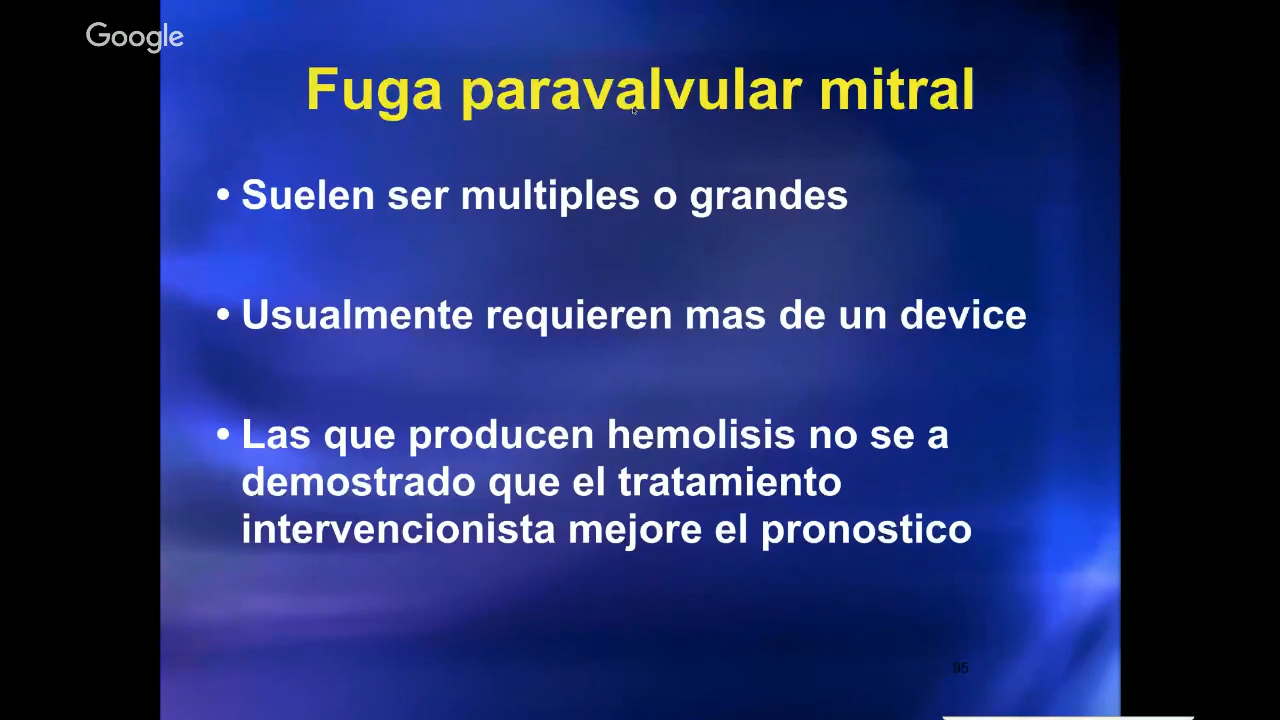 Google
Fuga paravalvular mitral
• Suelen ser multiples o grandes
• Usualmente requieren mas de un device
• Las que producen hemolisis no se a
demostrado que el tratamiento
intervencionista mejore el pronostico
95